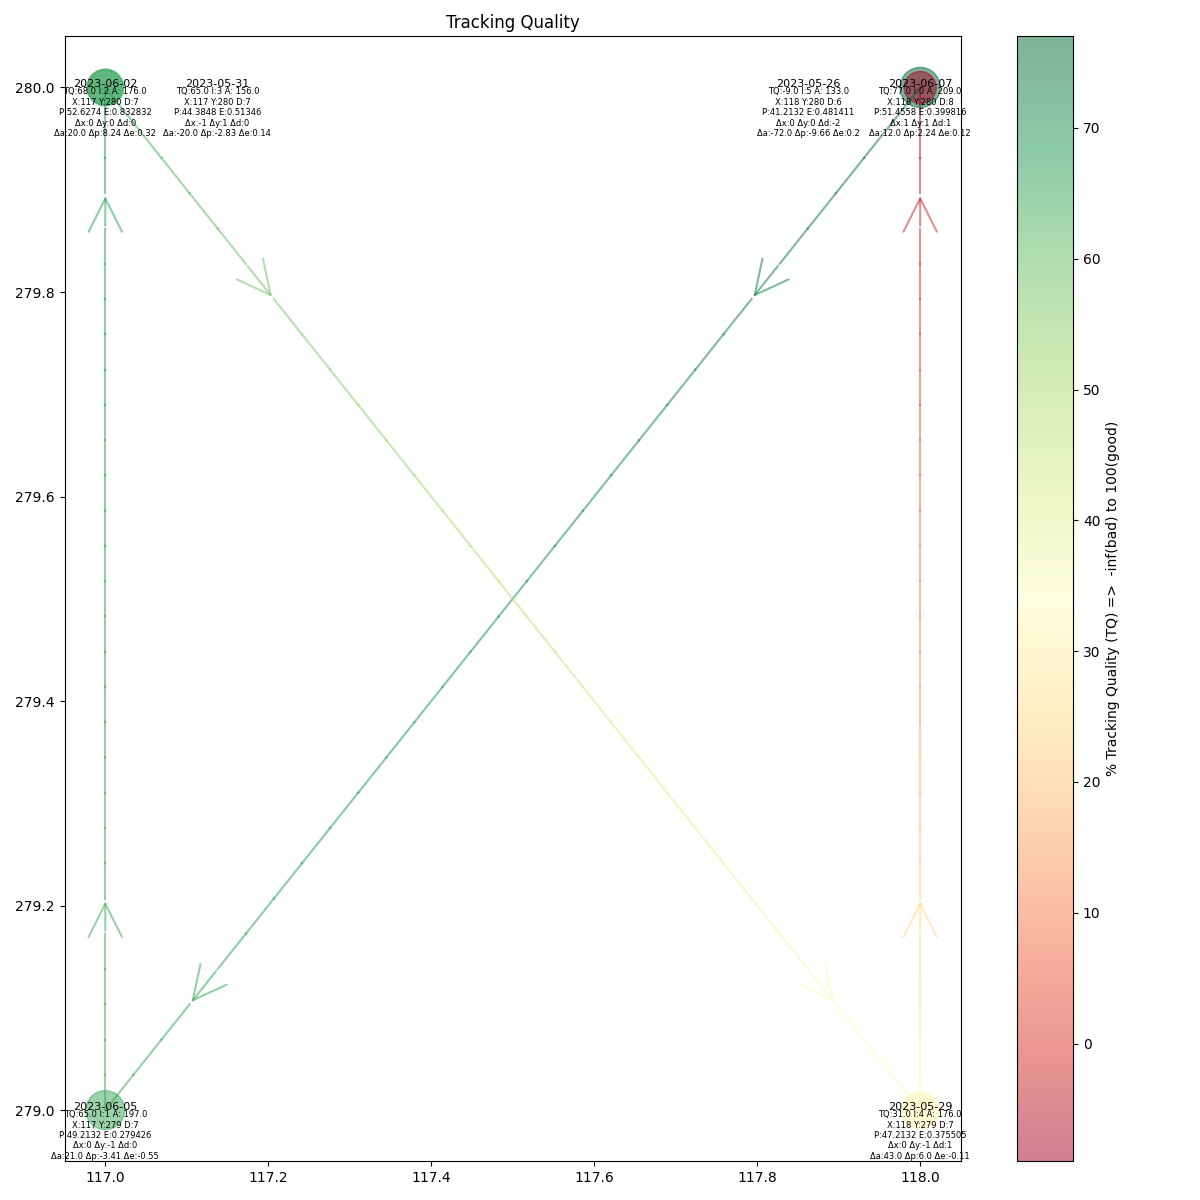 Tracking Quality
280.0
279.8
279.6
279.4
279.2
279.0
117.0
117.2
117.4
117.6
117.8
118.0
2023-06-02
TQ:68.0 I:2 A: 176.0
X:117 Y:280 D:7
P:52.6274 E:0.832832
Δx:0 Δy:0 Δd:0
Δa:20.0 Δp:8.24 Δe:0.32
2023-05-31
TQ:65.0 I:3 A: 156.0
X:117 Y:280 D:7
P:44.3848 E:0.51346
Δx:-1 Δy:1 Δd:0
Δa:-20.0 Δp:-2.83 Δe:0.14
2023-05-26
TQ:-9.0 I:5 A: 133.0
X:118 Y:280 D:6
P:41.2132 E:0.481411
Δx:0 Δy:0 Δd:-2
Δa:-72.0 Δp:-9.66 Δe:0.2
2023-06-07
TQ:77.0 I:0 A: 209.0
X:118 Y:280 D:8
P:51.4558 E:0.399816
Δx:1 Δy:1 Δd:1
Δa:12.0 Δp:2.24 Δe:0.12
2023-06-05
TQ:65.0 I:1 A: 197.0
X:117 Y:279 D:7
P:49.2132 E:0.279426
Δx:0 Δy:-1 Δd:0
Δa:21.0 Δp:-3.41 Δe:-0.55
2023-05-29
TQ:31.0 I:4 A: 176.0
X:118 Y:279 D:7
P:47.2132 E:0.375505
Δx:0 Δy:-1 Δd:1
Δa:43.0 Δp:6.0 Δe:-0.11
70
60
50
40
30
20
10
0
% Tracking Quality (TQ) => -inf(bad) to 100(good)